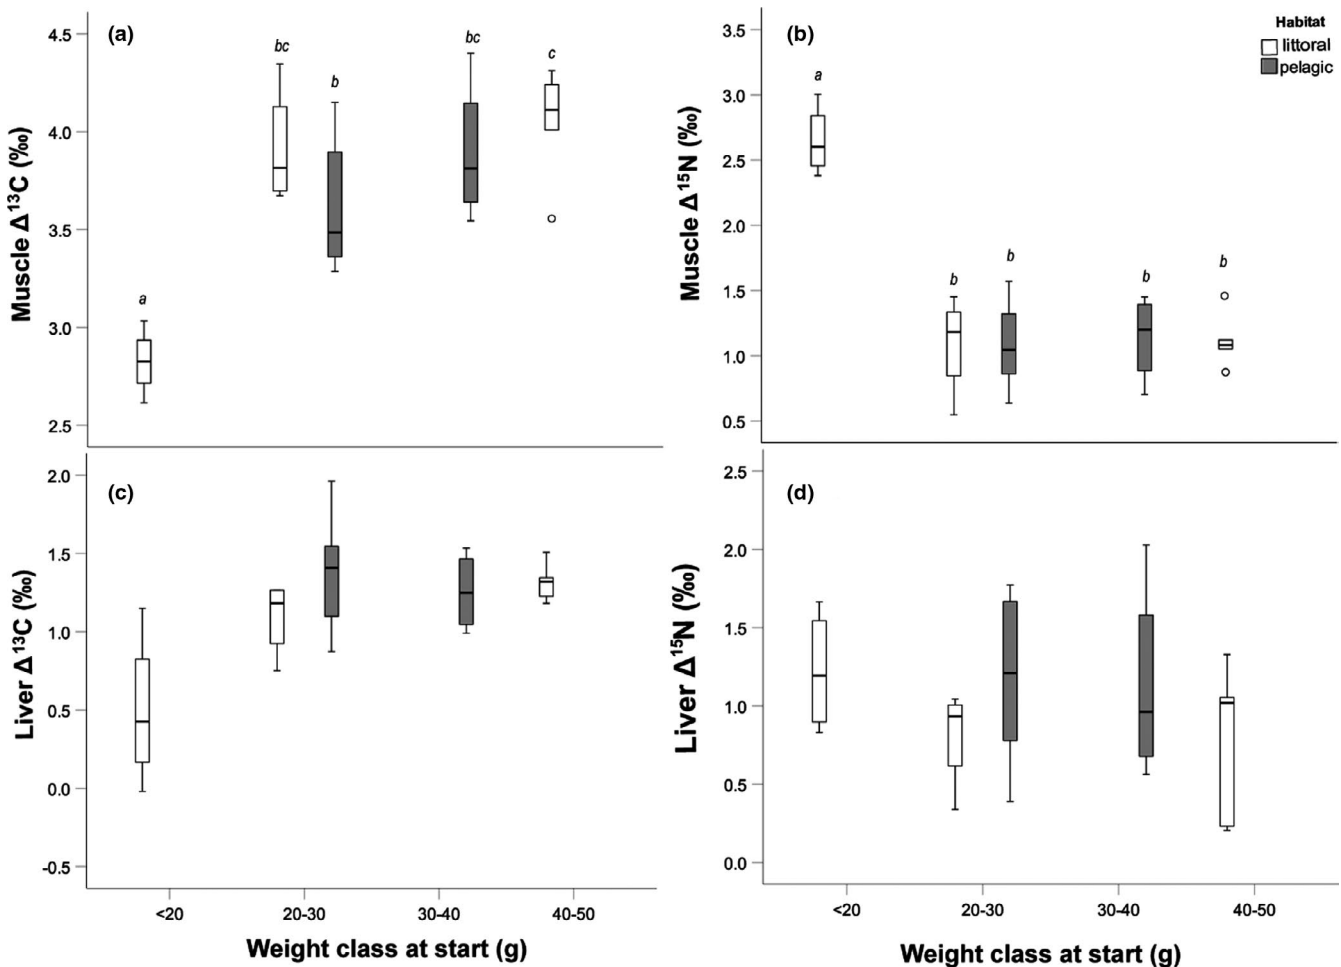 (a)
Muscle Δ¹³C (‰)
4.5
4.0
3.5
3.0
2.5
a
bc
b
bc
c
(b)
Muscle Δ¹⁵N (‰)
3.5
3.0
2.5
2.0
1.5
1.0
0.5
a
b
b
b
b
Habitat
littoral
pelagic
(c)
Liver Δ¹³C (‰)
2.0
1.5
1.0
0.5
0.0
-0.5
<20
20-30
30-40
40-50
Weight class at start (g)
(d)
Liver Δ¹⁵N (‰)
2.5
2.0
1.5
1.0
0.5
0.0
<20
20-30
30-40
40-50
Weight class at start (g)